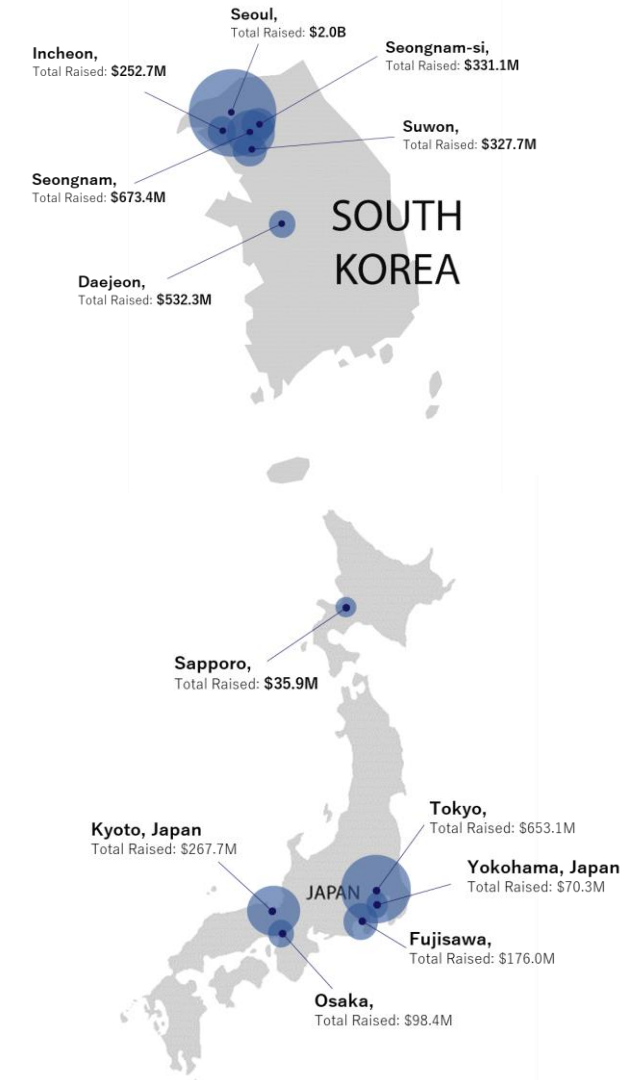 Seoul,
Total Raised: $2.0B
Incheon,
Total Raised: $252.7M
Seongnam-si,
Total Raised: $331.1M
Suwon,
Total Raised: $327.7M
Seongnam,
Total Raised: $673.4M
SOUTH
KOREA
Daejeon,
Total Raised: $532.3M
Sapporo,
Total Raised: $35.9M
Tokyo,
Total Raised: $653.1M
Kyoto, Japan
Total Raised: $267.7M
Yokohama, Japan
Total Raised: $70.3M
JAPAN
Fujisawa,
Total Raised: $176.0M
Osaka,
Total Raised: $98.4M